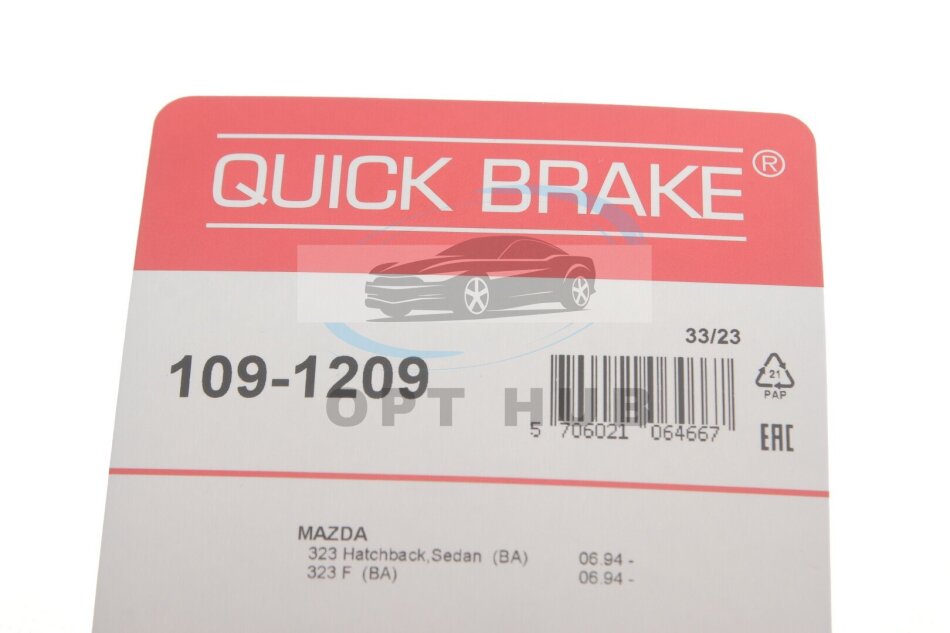 QUICK BRAKE®
33/23
109-1209
OPT HUB
21
PAP
5 706021 064667
EAC
MAZDA
323 Hatchback,Sedan (BA) 06.94 -
323 F (BA) 06.94 -